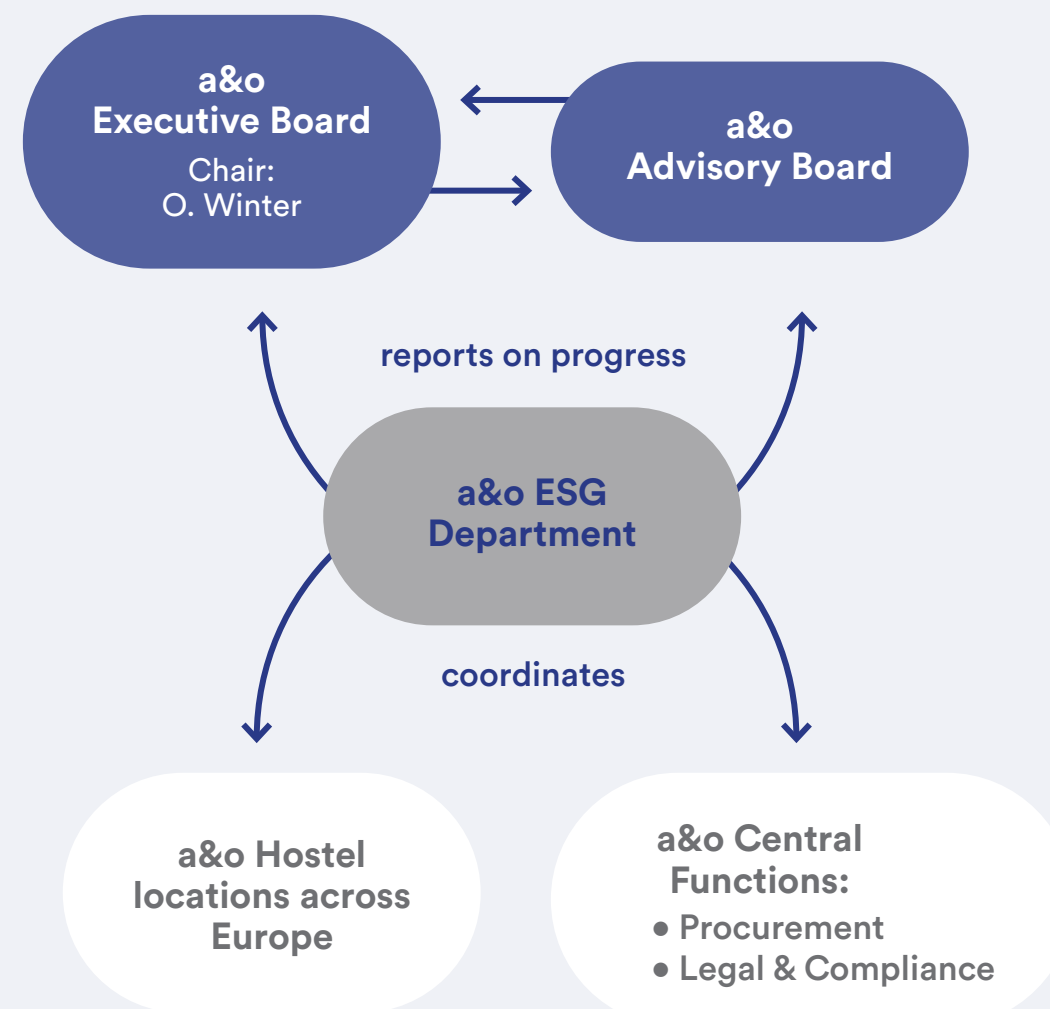 a&o
Executive Board
Chair:
O. Winter
a&o
Advisory Board
reports on progress
a&o ESG
Department
coordinates
a&o Hostel
locations across
Europe
a&o Central
Functions:
• Procurement
• Legal & Compliance